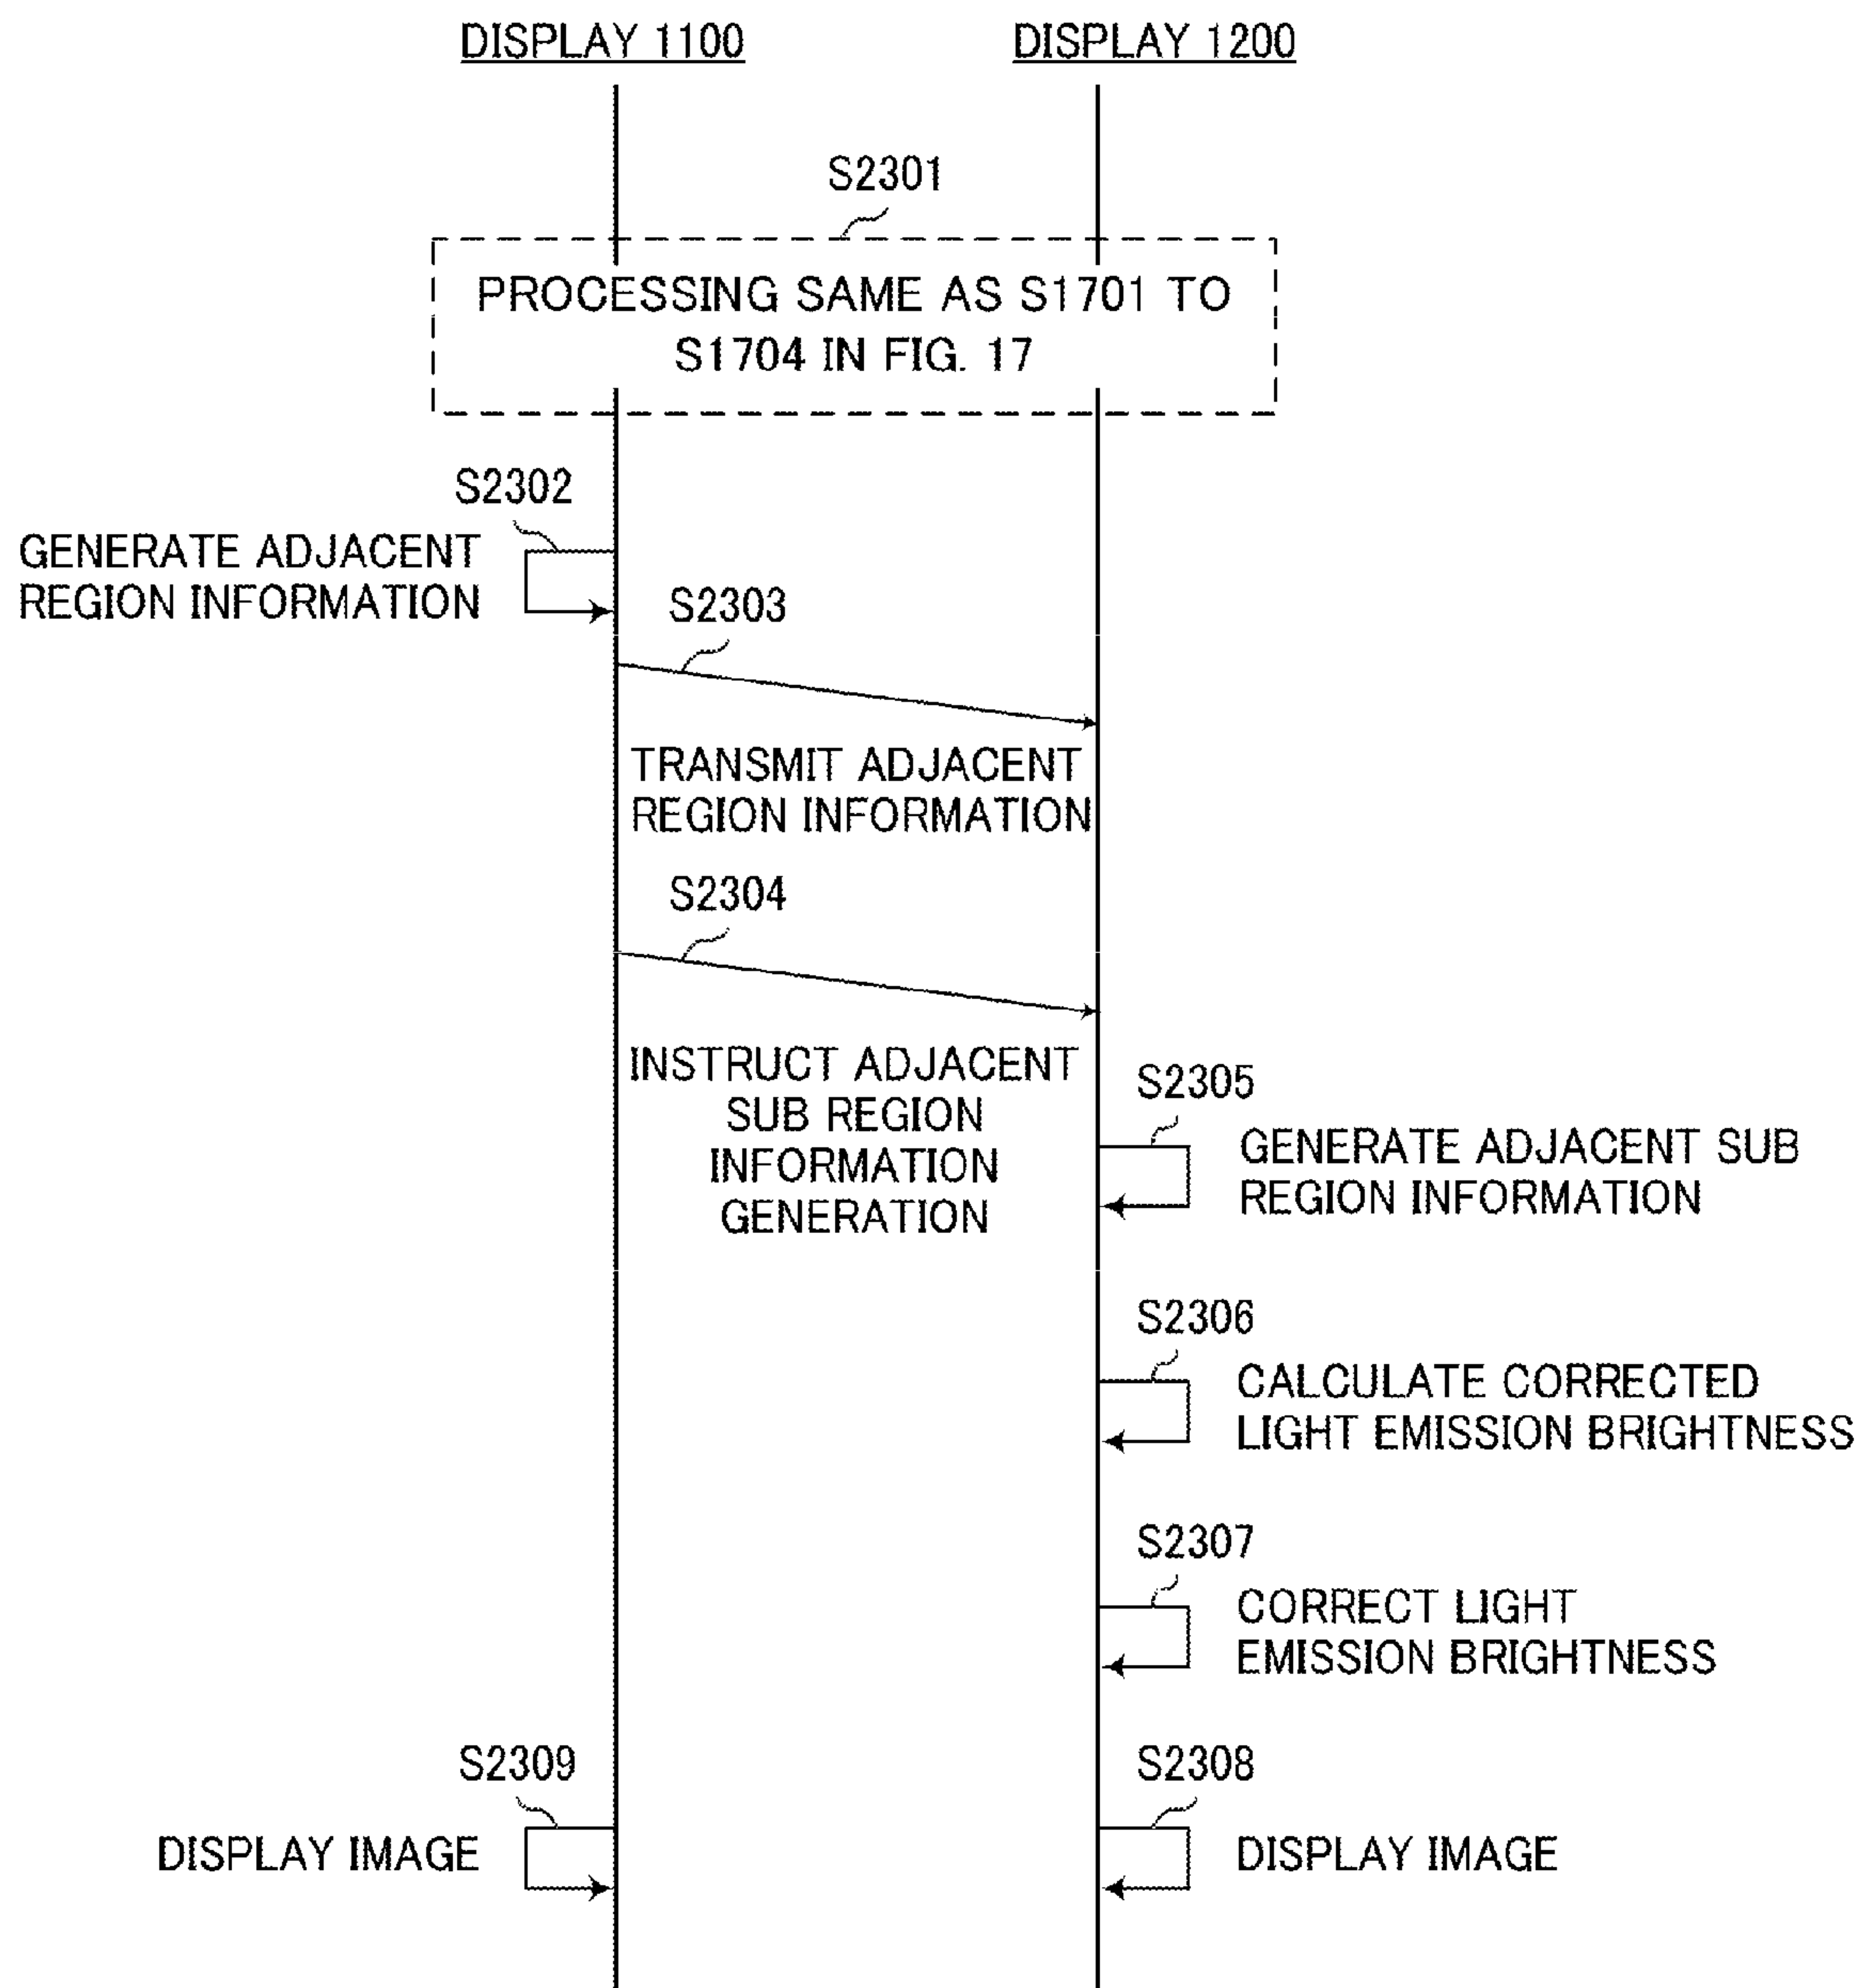 DISPLAY 1100
DISPLAY 1200
S2301
PROCESSING SAME AS S1701 TO
S1704 IN FIG. 17
S2302
GENERATE ADJACENT
REGION INFORMATION
S2303
TRANSMIT ADJACENT
REGION INFORMATION
S2304
INSTRUCT ADJACENT
SUB REGION
INFORMATION
GENERATION
S2305
GENERATE ADJACENT SUB
REGION INFORMATION
S2306
CALCULATE CORRECTED
LIGHT EMISSION BRIGHTNESS
S2307
CORRECT LIGHT
EMISSION BRIGHTNESS
S2309
DISPLAY IMAGE
S2308
DISPLAY IMAGE